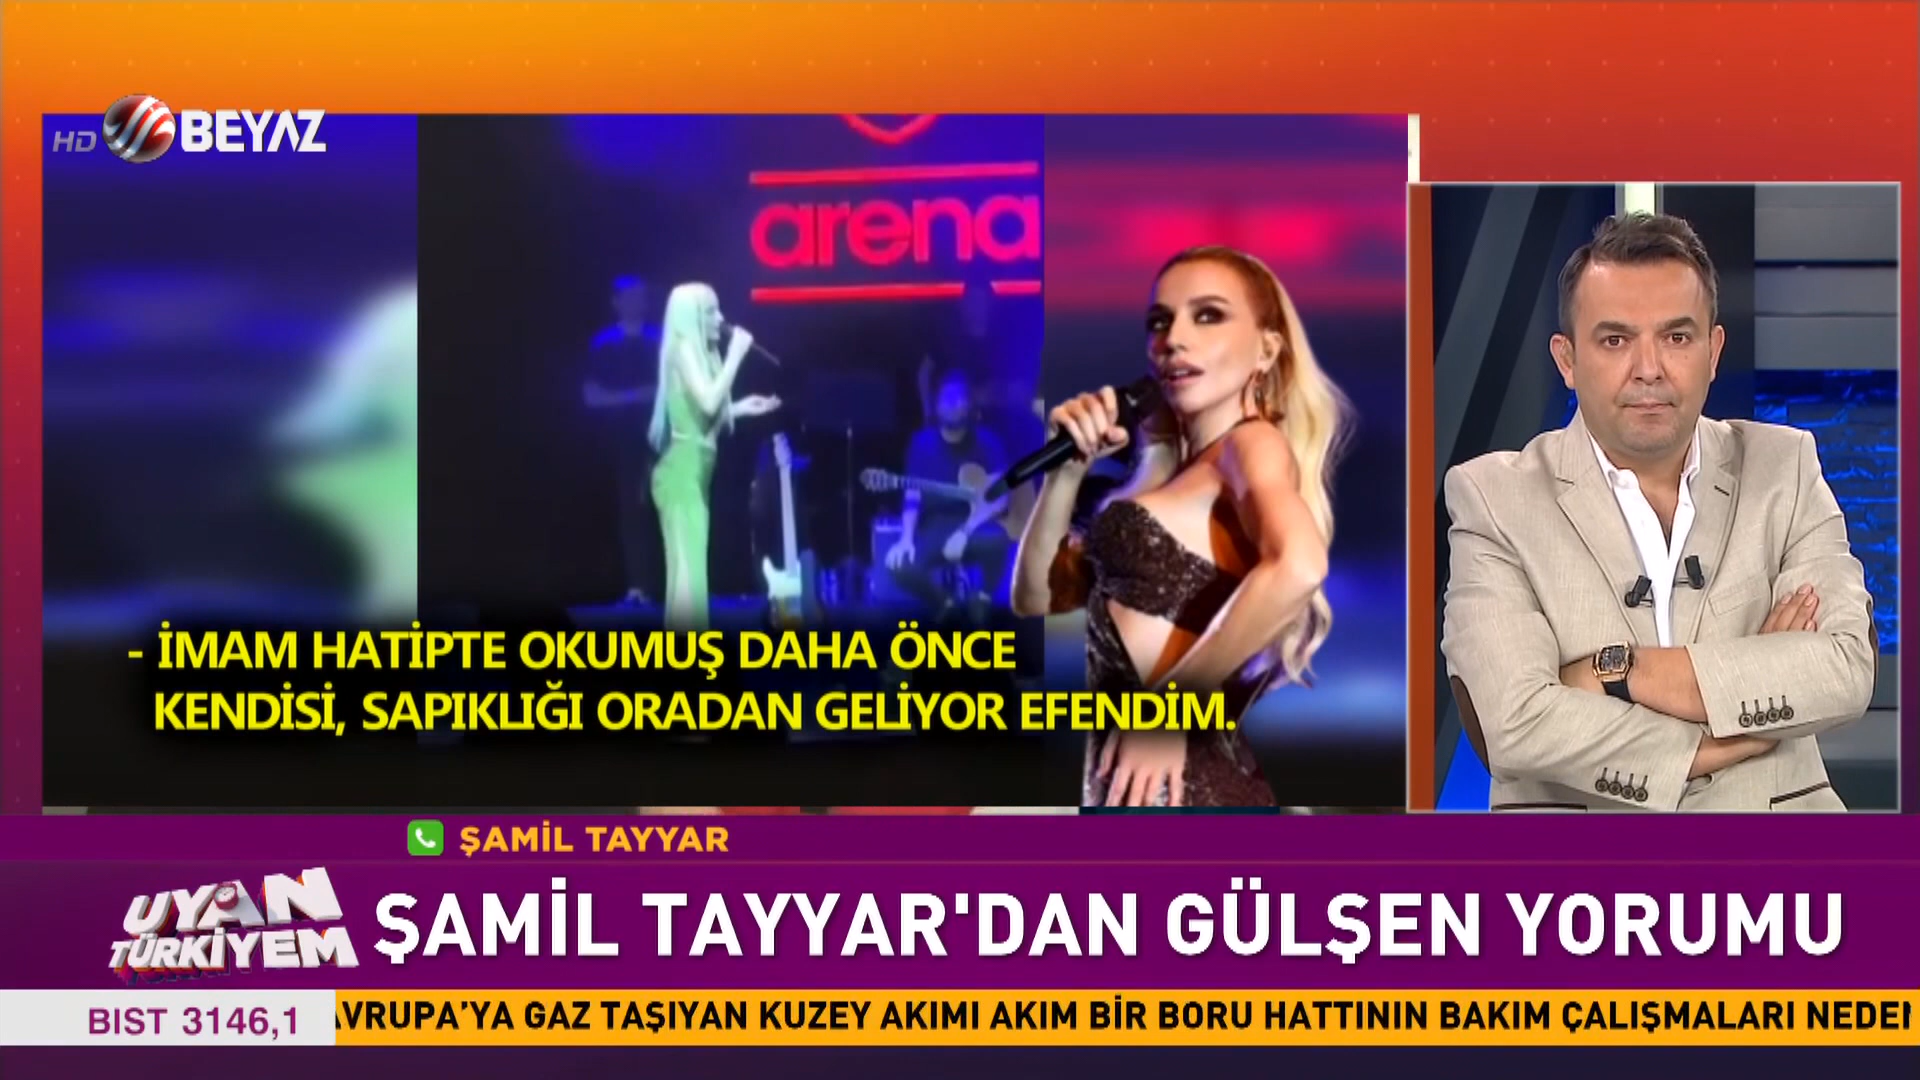 HD BEYAZ
arena
- İMAM HATİPTE OKUMUŞ DAHA ÖNCE
KENDİSİ, SAPIKLIĞI ORADAN GELİYOR EFENDİM.
ŞAMİL TAYYAR
UYAN
TÜRKİYEM
ŞAMİL TAYYAR'DAN GÜLŞEN YORUMU
BIST 3146,1
AVRUPA'YA GAZ TAŞIYAN KUZEY AKIMI AKIM BİR BORU HATTININ BAKIM ÇALIŞMALARI NEDEN